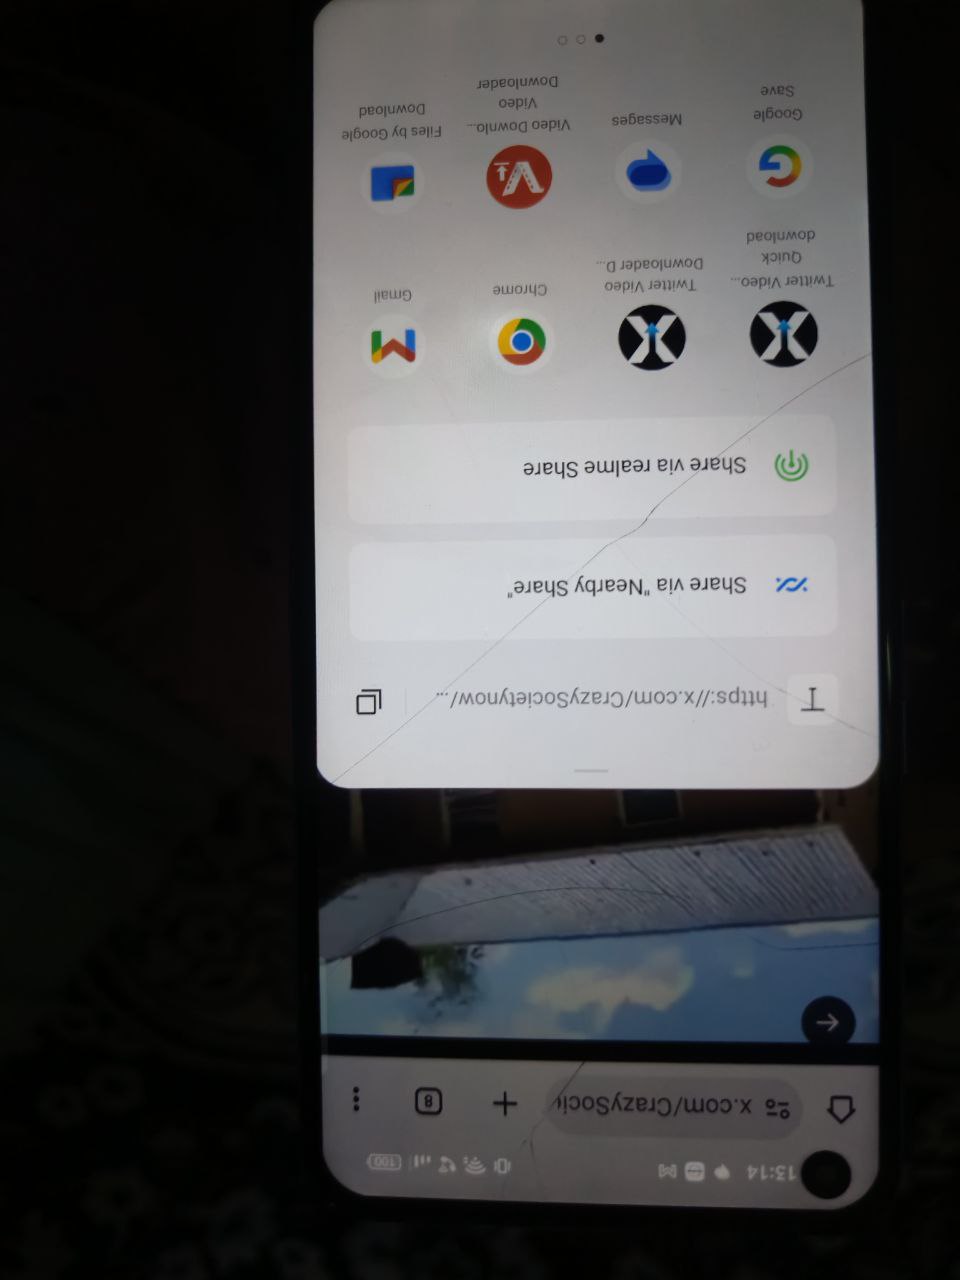 13:14
100
x.com/CrazySoci
8
https://x.com/CrazySocietynow/...
Share via "Nearby Share"
Share via realme Share
Twitter Video...
Quick
download
Twitter Video
Downloader D...
Chrome
Gmail
Google
Save
Messages
Video Downlo...
Video
Downloader
Files by Google
Download